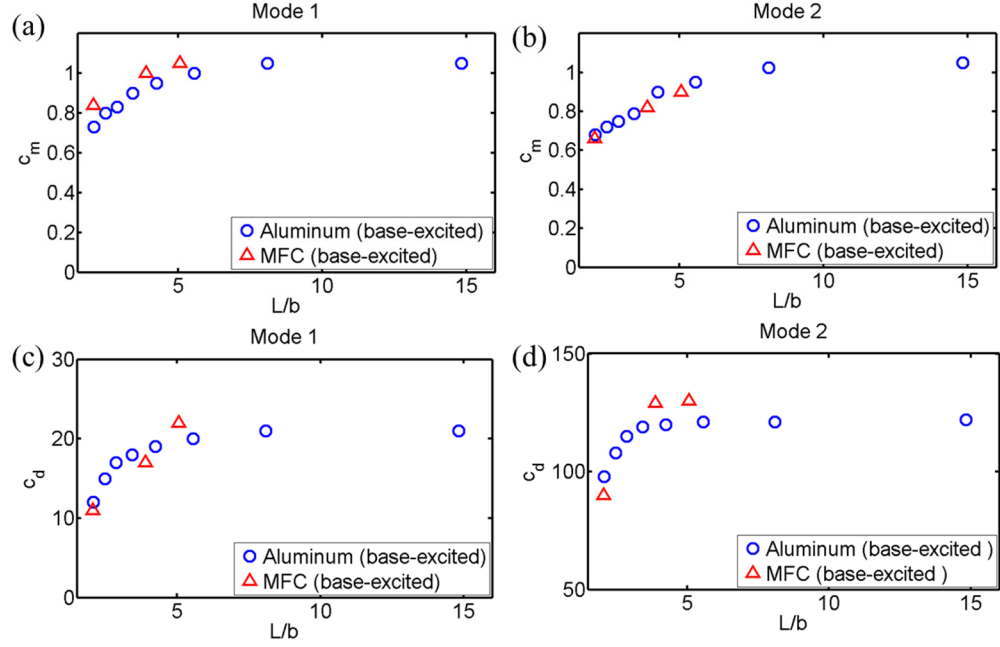 (a)
Mode 1
1
0.8
0.6
0.4
0.2
0
c_m
5
10
15
L/b
Aluminum (base-excited)
MFC (base-excited)
(b)
Mode 2
1
0.8
0.6
0.4
0.2
0
c_m
5
10
15
L/b
Aluminum (base-excited)
MFC (base-excited)
(c)
Mode 1
30
20
10
0
c_d
5
10
15
L/b
Aluminum (base-excited)
MFC (base-excited)
(d)
Mode 2
150
100
50
c_d
5
10
15
L/b
Aluminum (base-excited )
MFC (base-excited )